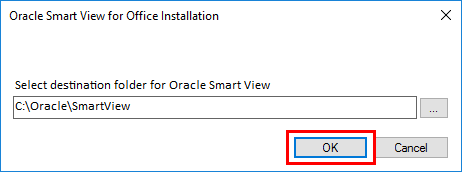 Oracle Smart View for Office Installation
Select destination folder for Oracle Smart View
C:\Oracle\SmartView
...
OK Cancel